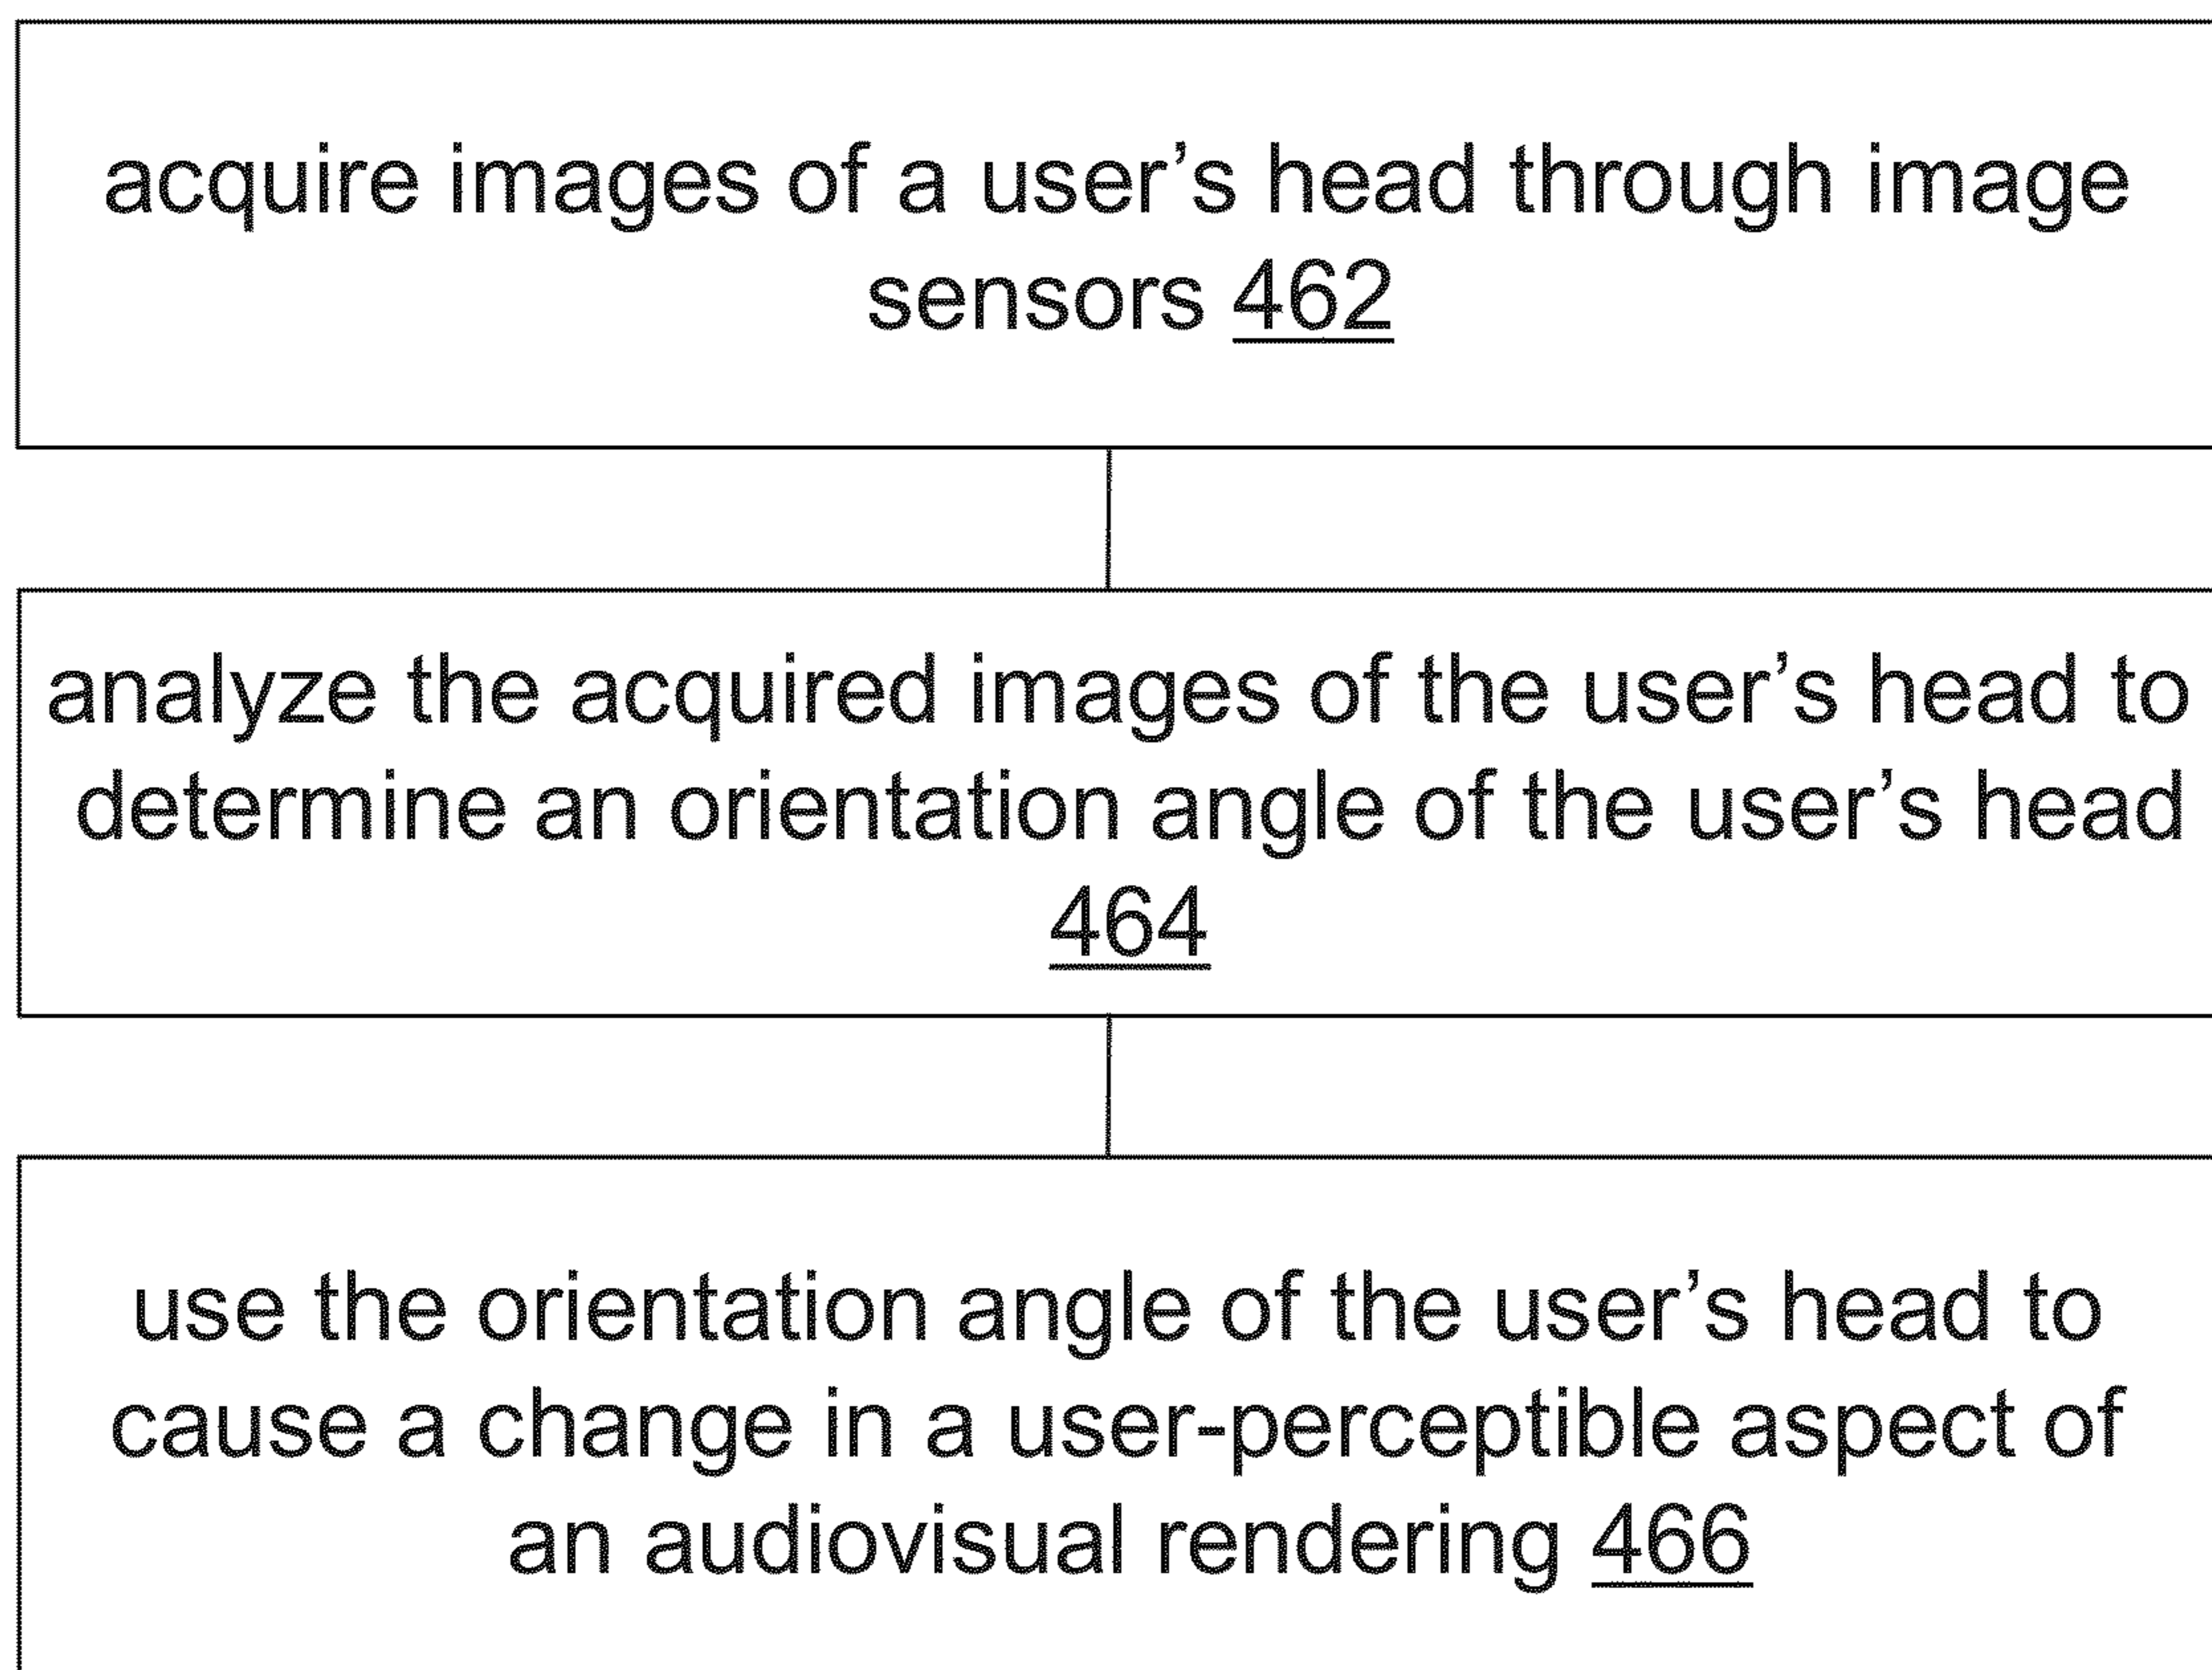 acquire images of a user’s head through image
sensors 462
analyze the acquired images of the user’s head to
determine an orientation angle of the user’s head
464
use the orientation angle of the user’s head to
cause a change in a user-perceptible aspect of
an audiovisual rendering 466